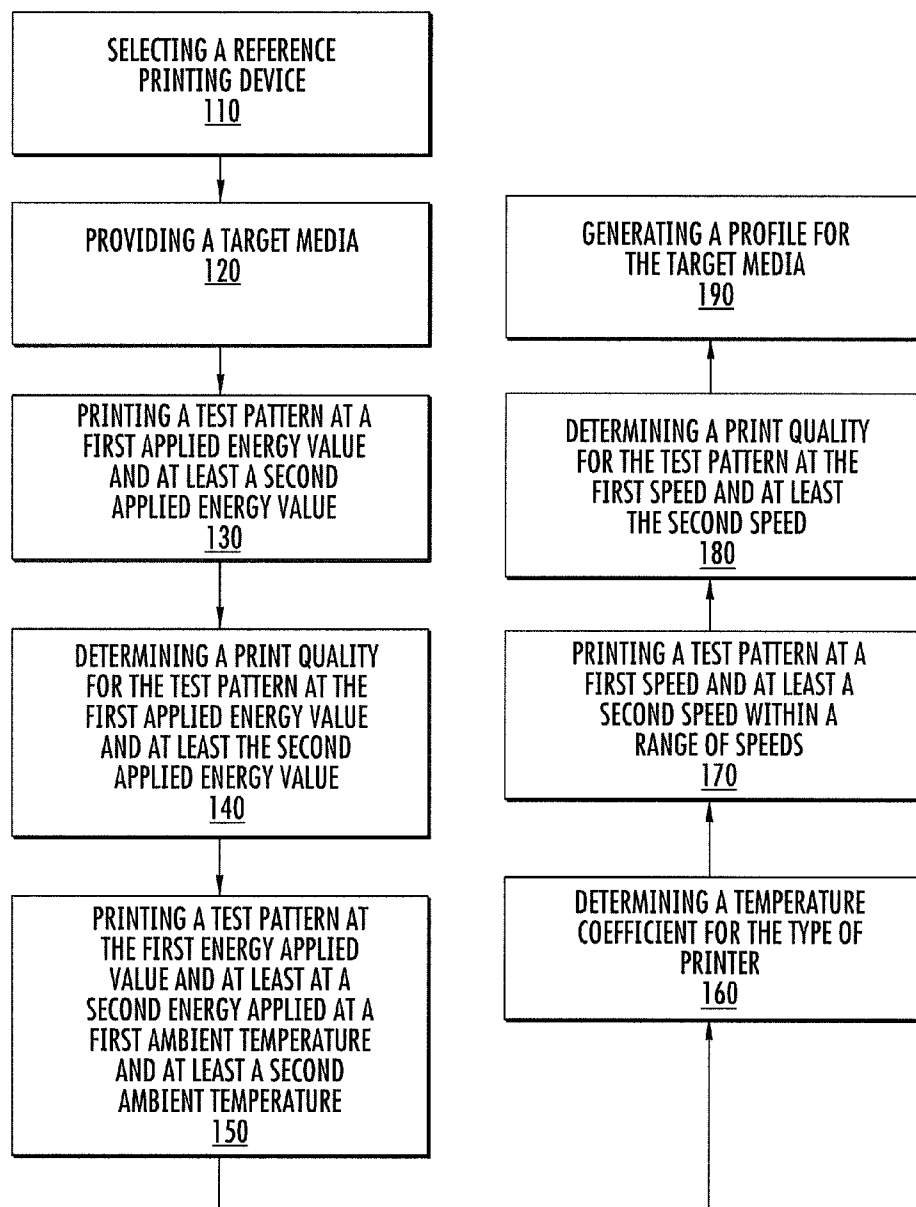 SELECTING A REFERENCE
PRINTING DEVICE
110
PROVIDING A TARGET MEDIA
120
PRINTING A TEST PATTERN AT A
FIRST APPLIED ENERGY VALUE
AND AT LEAST A SECOND
APPLIED ENERGY VALUE
130
DETERMINING A PRINT QUALITY
FOR THE TEST PATTERN AT THE
FIRST APPLIED ENERGY VALUE
AND AT LEAST THE SECOND
APPLIED ENERGY VALUE
140
PRINTING A TEST PATTERN AT
THE FIRST ENERGY APPLIED
VALUE AND AT LEAST AT A
SECOND ENERGY APPLIED AT A
FIRST AMBIENT TEMPERATURE
AND AT LEAST A SECOND
AMBIENT TEMPERATURE
150
DETERMINING A TEMPERATURE
COEFFICIENT FOR THE TYPE OF
PRINTER
160
PRINTING A TEST PATTERN AT A
FIRST SPEED AND AT LEAST A
SECOND SPEED WITHIN A
RANGE OF SPEEDS
170
DETERMINING A PRINT QUALITY
FOR THE TEST PATTERN AT THE
FIRST SPEED AND AT LEAST
THE SECOND SPEED
180
GENERATING A PROFILE FOR
THE TARGET MEDIA
190